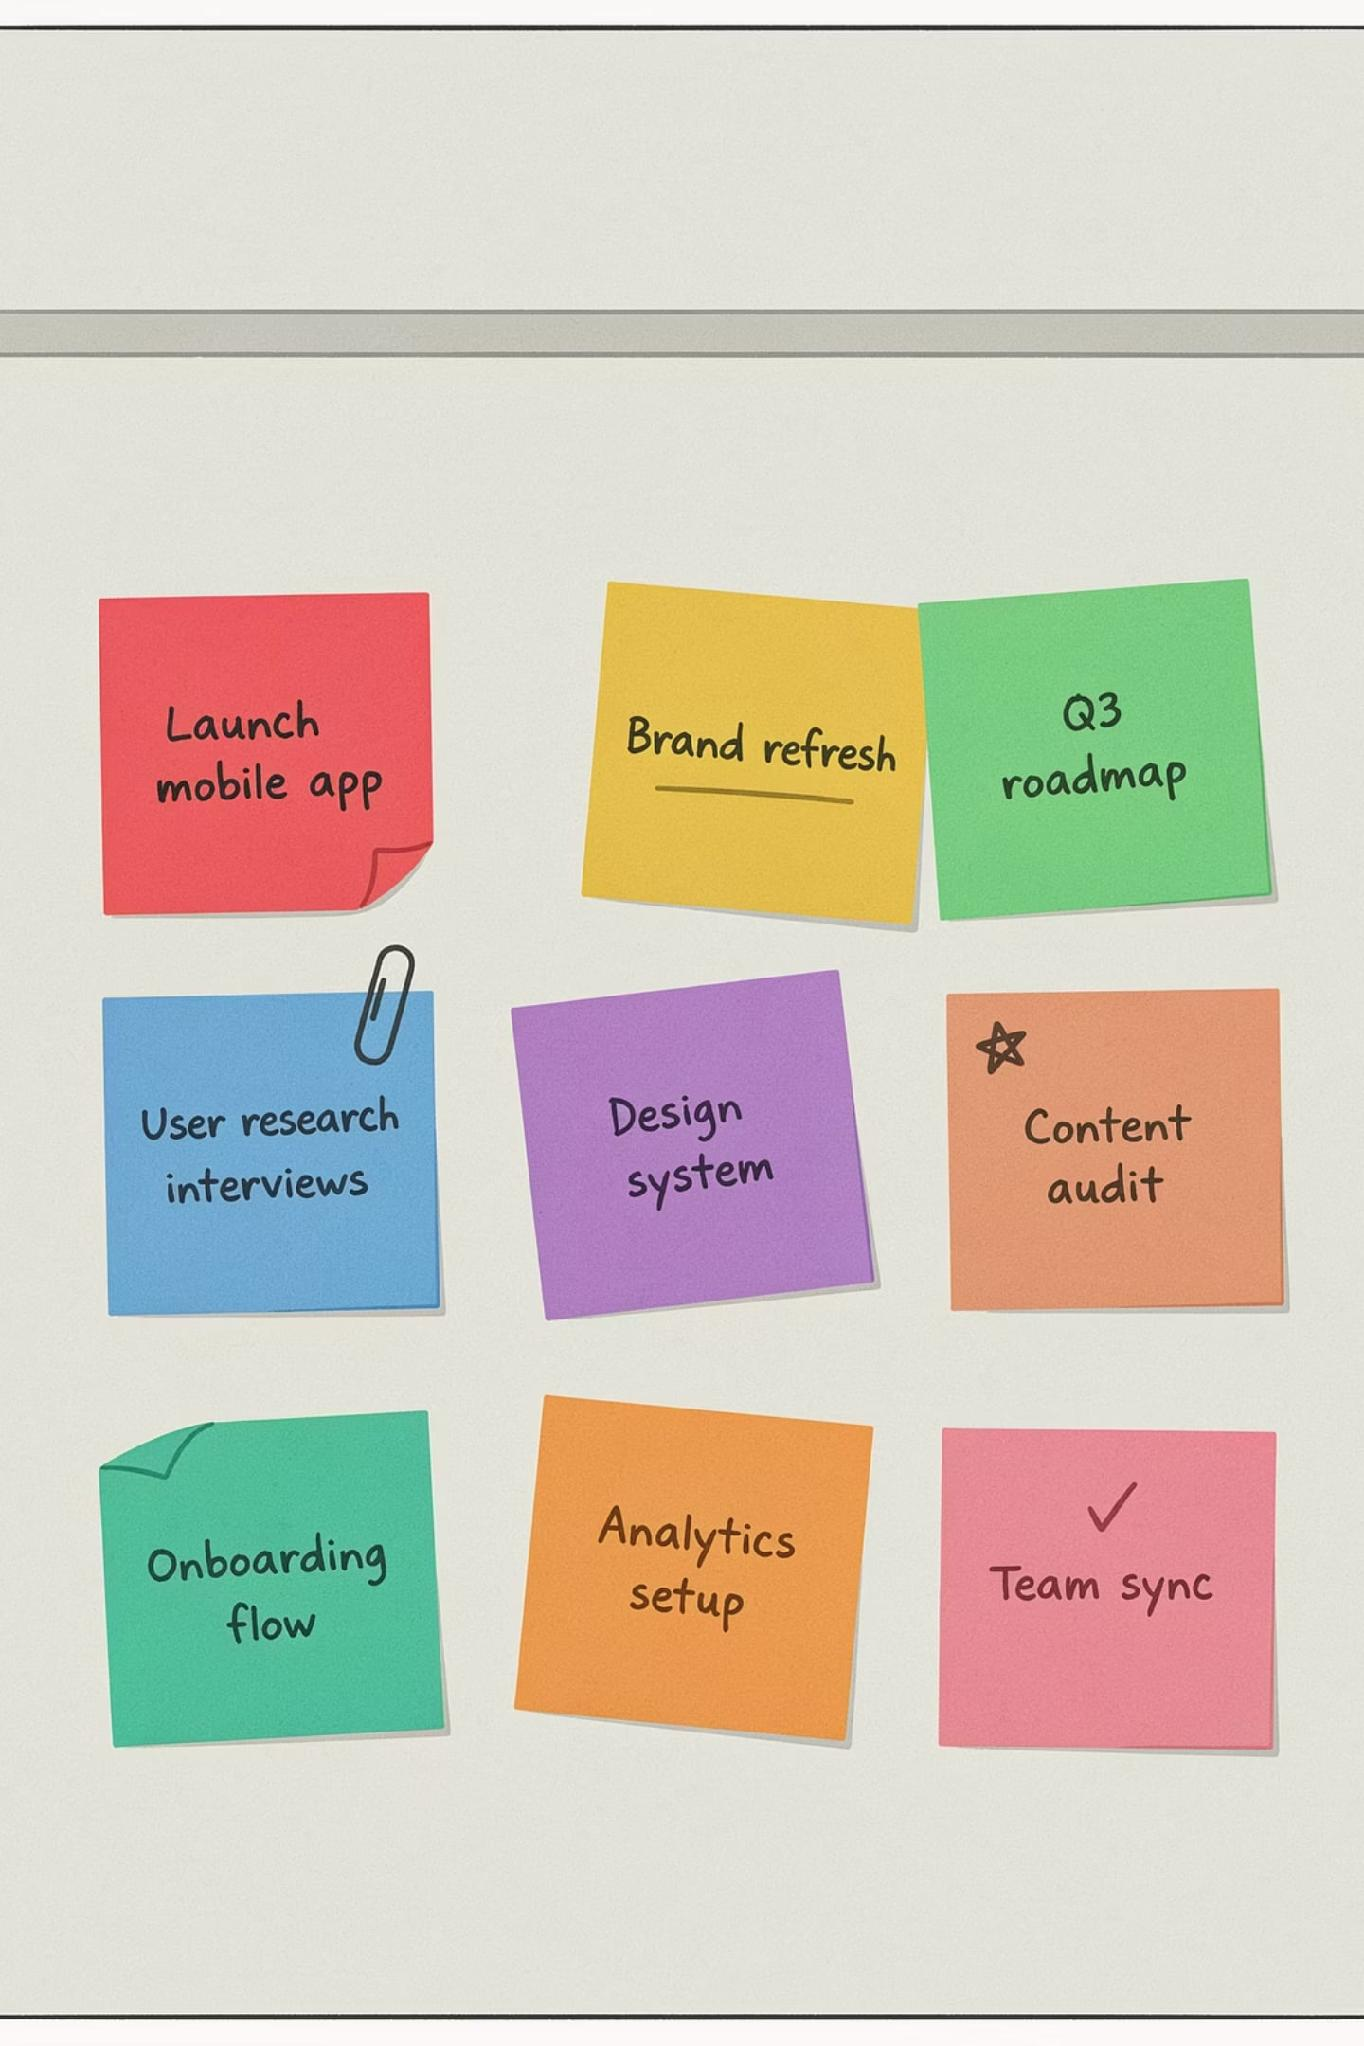 Launch
mobile app
Brand refresh
Q3
roadmap
User research
interviews
Design
system
Content
audit
Onboarding
flow
Analytics
setup
Team sync